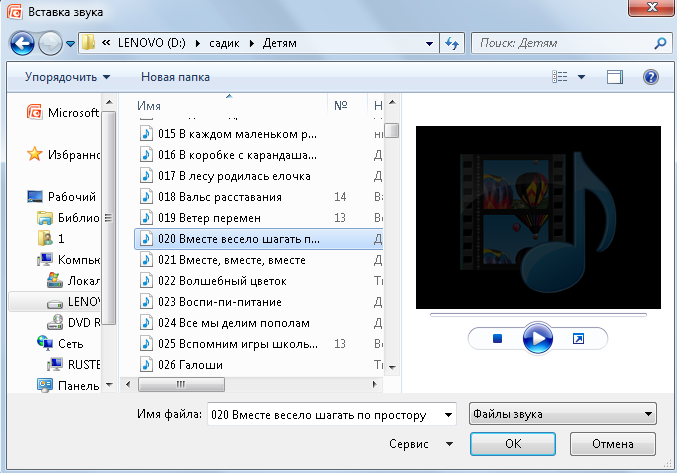 Вставка звука
« LENOVO (D:) ▸ садик ▸ Детям
Поиск: Детям
Упорядочить
Новая папка
Microsoft
Избранно
Рабочий
Библио
1
Компью
Локал
LENO
DVD R
Сеть
RUSTE
Панель
Имя
№
Н
015 В каждом маленьком р...
016 В коробке с карандаша...
017 В лесу родилась елочка
018 Вальс расставания 14
019 Ветер перемен 13
020 Вместе весело шагать п...
021 Вместе, вместе, вместе
022 Волшебный цветок
023 Воспи-пи-питание
024 Все мы делим пополам
025 Вспомним игры школь... 13
026 Галоши
Имя файла: 020 Вместе весело шагать по простору
Файлы звука
Сервис
OK
Отмена